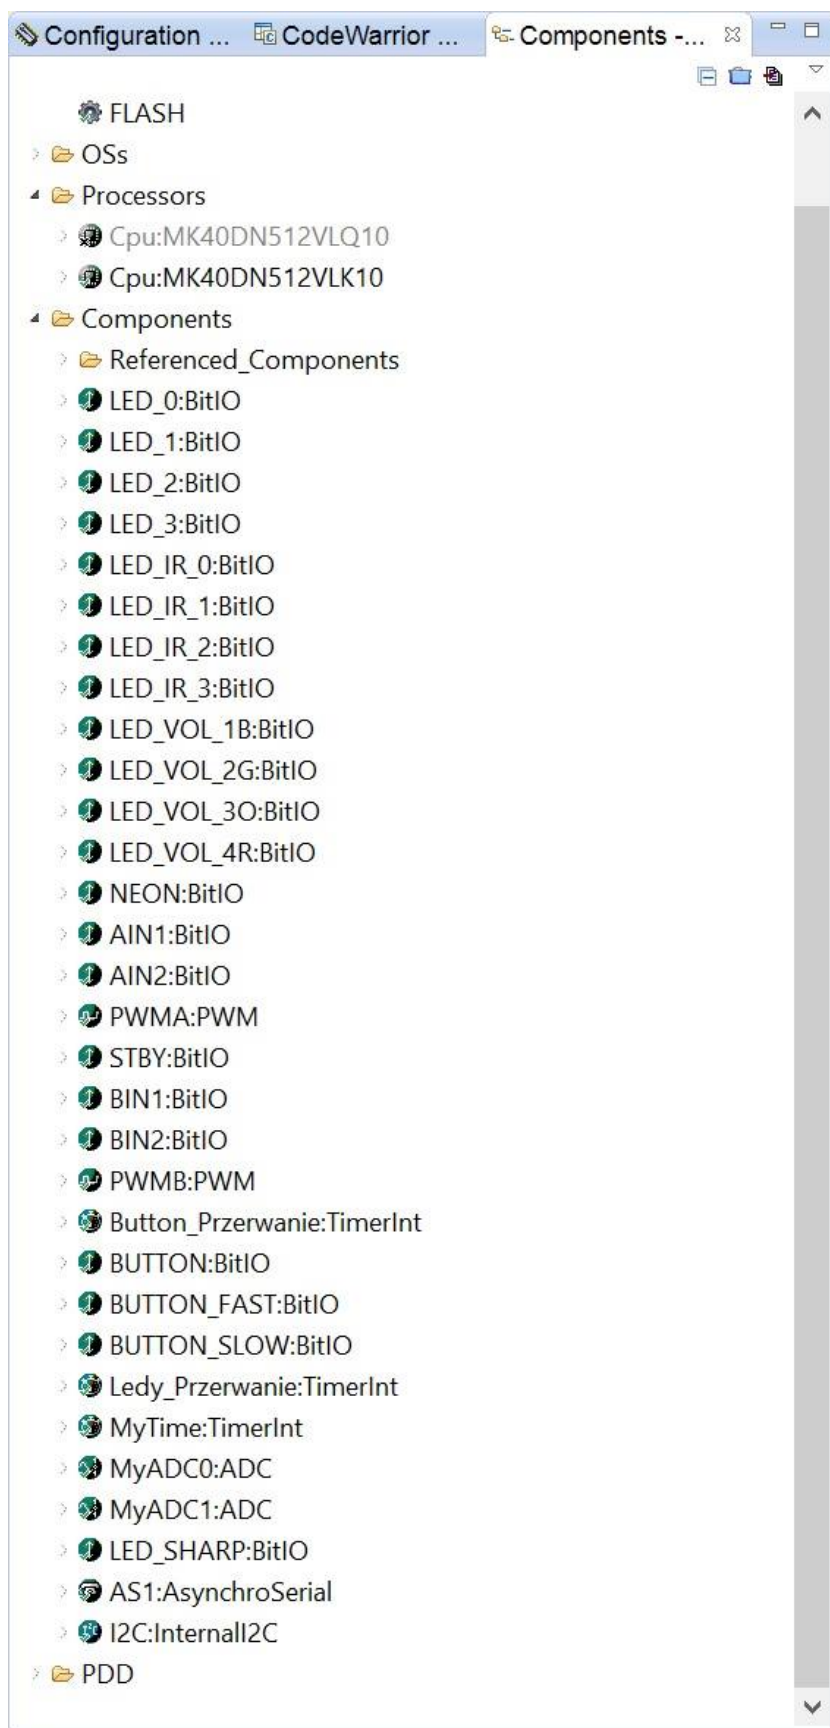 Configuration ... CodeWarrior ... Components -...
FLASH
OSs
Processors
Cpu:MK40DN512VLQ10
Cpu:MK40DN512VLK10
Components
Referenced_Components
LED_0:BitIO
LED_1:BitIO
LED_2:BitIO
LED_3:BitIO
LED_IR_0:BitIO
LED_IR_1:BitIO
LED_IR_2:BitIO
LED_IR_3:BitIO
LED_VOL_1B:BitIO
LED_VOL_2G:BitIO
LED_VOL_3O:BitIO
LED_VOL_4R:BitIO
NEON:BitIO
AIN1:BitIO
AIN2:BitIO
PWMA:PWM
STBY:BitIO
BIN1:BitIO
BIN2:BitIO
PWMB:PWM
Button_Przerwanie:TimerInt
BUTTON:BitIO
BUTTON_FAST:BitIO
BUTTON_SLOW:BitIO
Ledy_Przerwanie:TimerInt
MyTime:TimerInt
MyADC0:ADC
MyADC1:ADC
LED_SHARP:BitIO
AS1:AsynchroSerial
I2C:InternalI2C
PDD